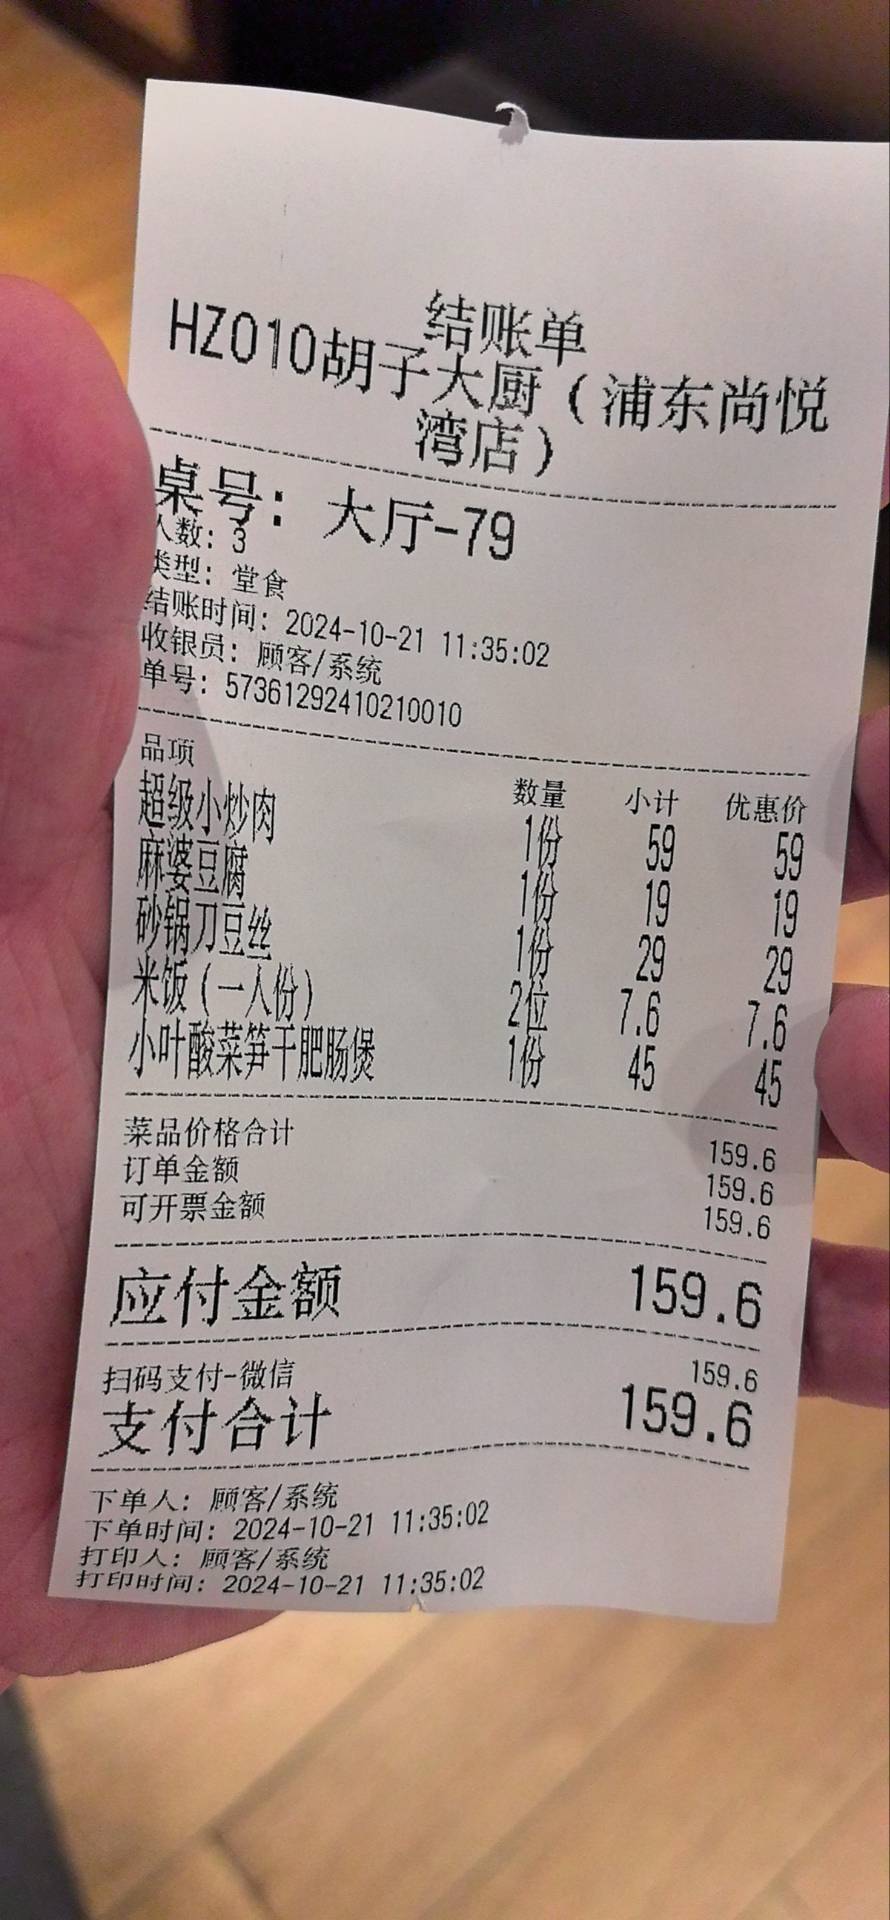 结账单
HZ010胡子大厨（浦东尚悦
湾店）
桌号： 大厅-79
人数：3
类型：堂食
结账时间：2024-10-21 11:35:02
收银员：顾客/系统
单号：57361292410210010
品项 数量 小计 优惠价
超级小炒肉 1份 59 59
麻婆豆腐 1份 19 19
砂锅刀豆丝 1份 29 29
米饭（一人份） 2位 7.6 7.6
小叶酸菜笋干肥肠煲 1份 45 45
菜品价格合计 159.6
订单金额 159.6
可开票金额 159.6
应付金额 159.6
扫码支付-微信 159.6
支付合计 159.6
下单人：顾客/系统
下单时间：2024-10-21 11:35:02
打印人：顾客/系统
打印时间：2024-10-21 11:35:02